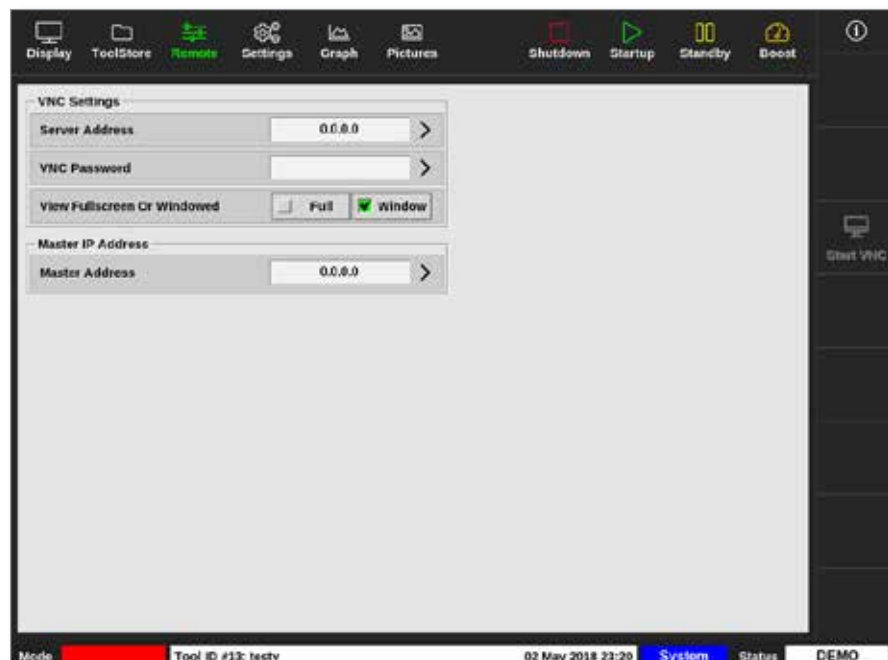 Display ToolStore Remote Settings Graph Pictures Shutdown Startup Standby Boost
VNC Settings
Server Address 0.0.0.0
VNC Password
View Fullscreen Or Windowed Full Window
Start VNC
Master IP Address
Master Address 0.0.0.0
Mode Tool ID #13: testy 02 May 2018 23:20 System Status DEMO